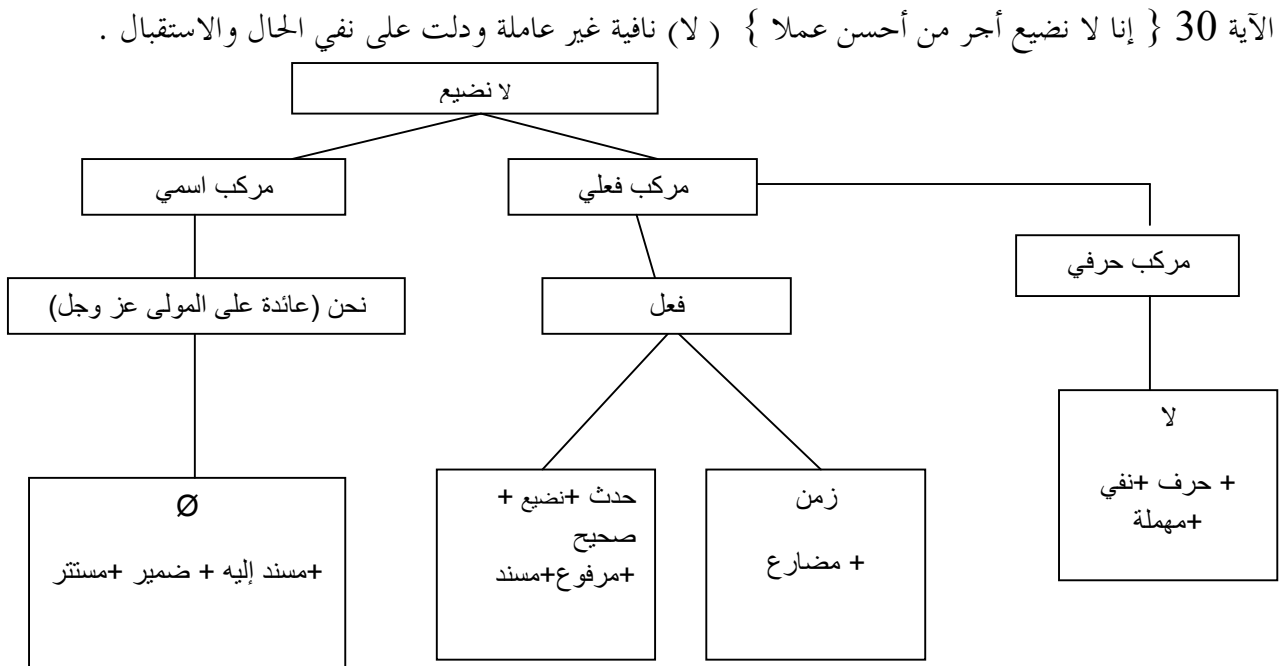 الآية 30 { إنا لا نضيع أجر من أحسن عملا } ( لا) نافية غير عاملة ودلت على نفي الحال والاستقبال .
لا نضيع
مركب فعلي
مركب اسمي
مركب حرفي
فعل
نحن (عائدة على المولى عز وجل)
لا
+ حرف +نفي
+مهملة
زمن
+ مضارع
حدث +نضيع +
صحيح
+مرفوع+مسند
Ø
+مسند إليه + ضمير +مستتر